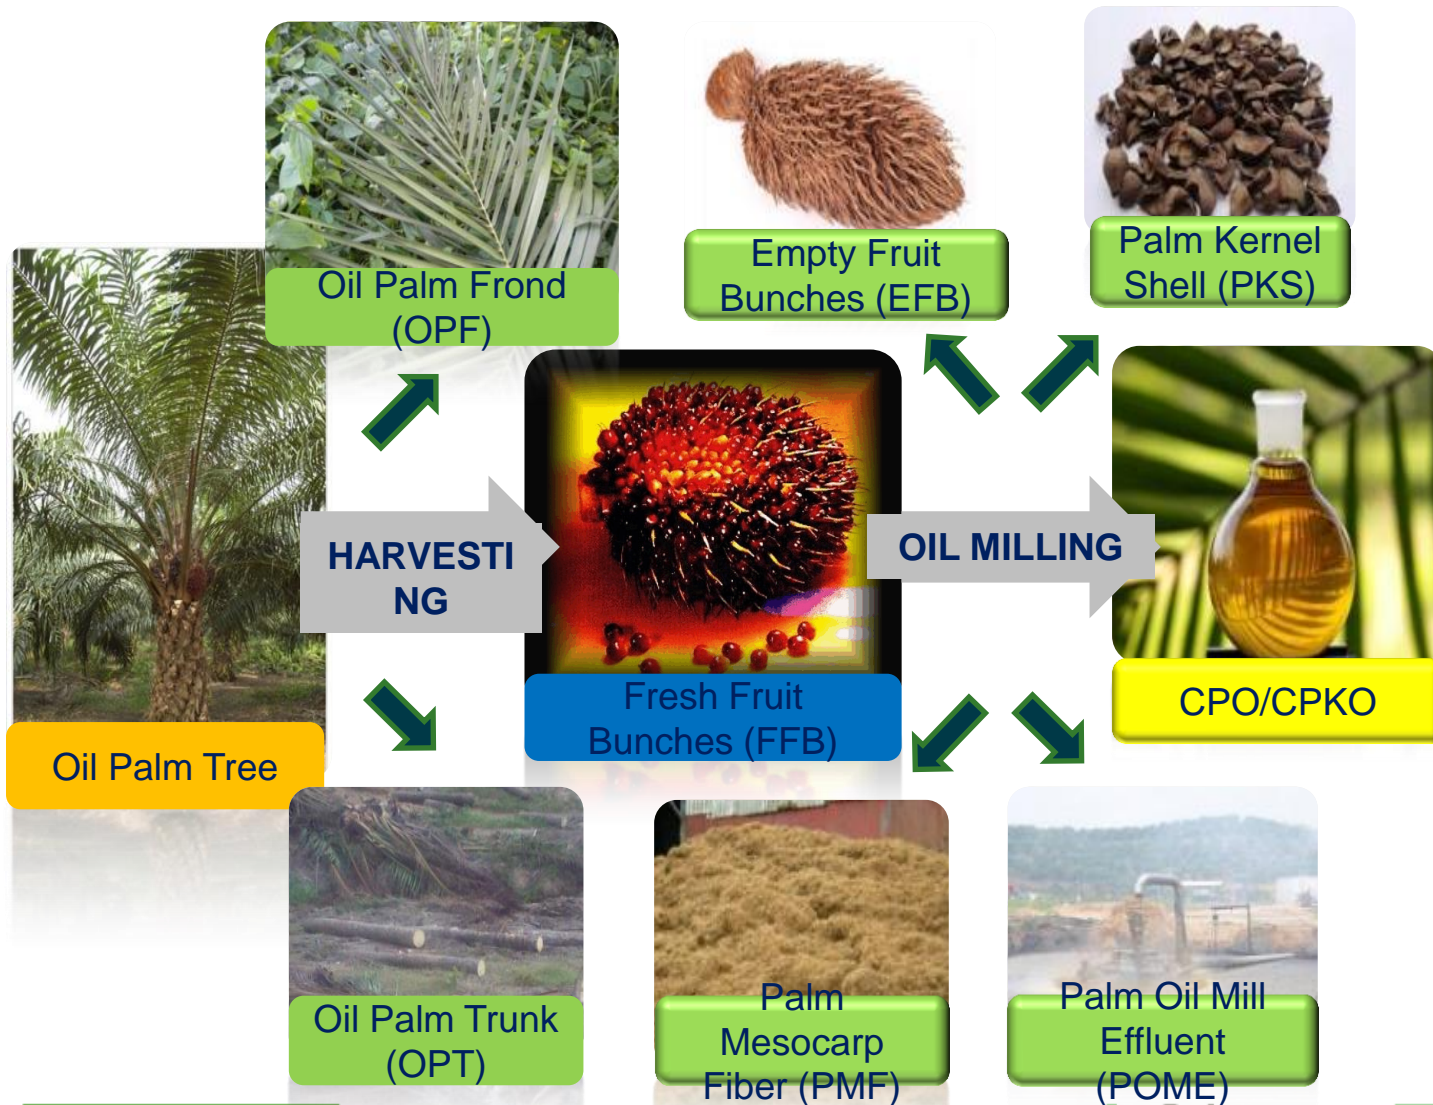 Oil Palm Frond
(OPF)
Empty Fruit
Bunches (EFB)
Palm Kernel
Shell (PKS)
HARVESTI
NG
OIL MILLING
Fresh Fruit
Bunches (FFB)
CPO/CPKO
Oil Palm Tree
Oil Palm Trunk
(OPT)
Palm
Mesocarp
Fiber (PMF)
Palm Oil Mill
Effluent
(POME)